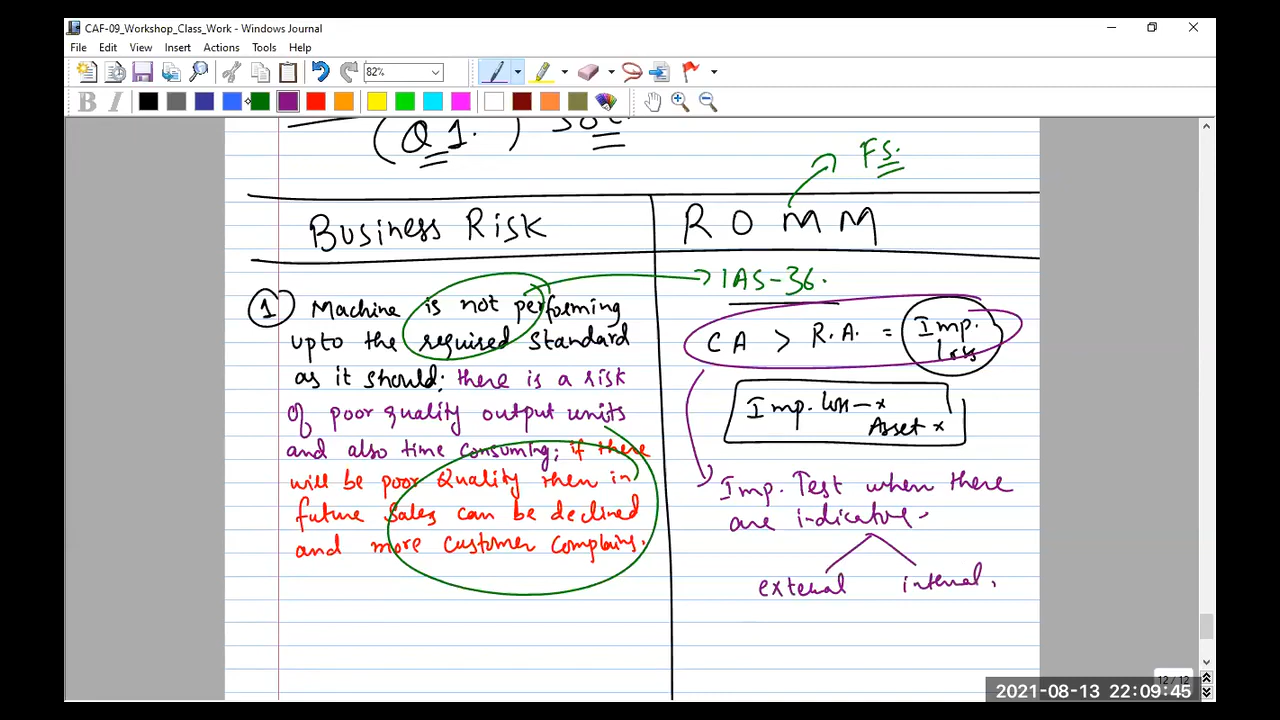 CAF-09_Workshop_Class_Work - Windows Journal
File Edit View Insert Actions Tools Help
82%
B I
(Q1.) Sol
FS.
Business Risk
ROMM
IAS-36.
1 Machine is not performing
upto the required standard
as it should; there is a risk
of poor quality output units
and also time consuming; if there
will be poor Quality then in
future Sales can be declined
and more Customer Complains.
CA > R.A. = Imp. loss
Imp. loss - x
Asset x
Imp. Test when there
are indicators
external internal.
12 / 12
2021-08-13 22:09:45